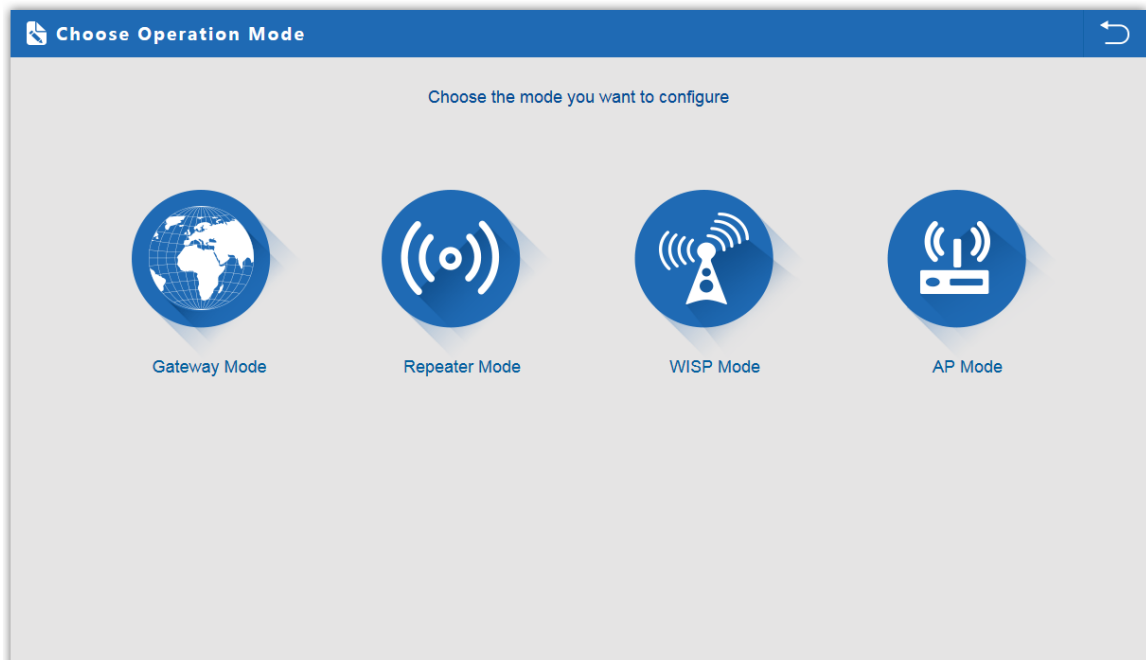 Choose Operation Mode
Choose the mode you want to configure
Gateway Mode
Repeater Mode
WISP Mode
AP Mode